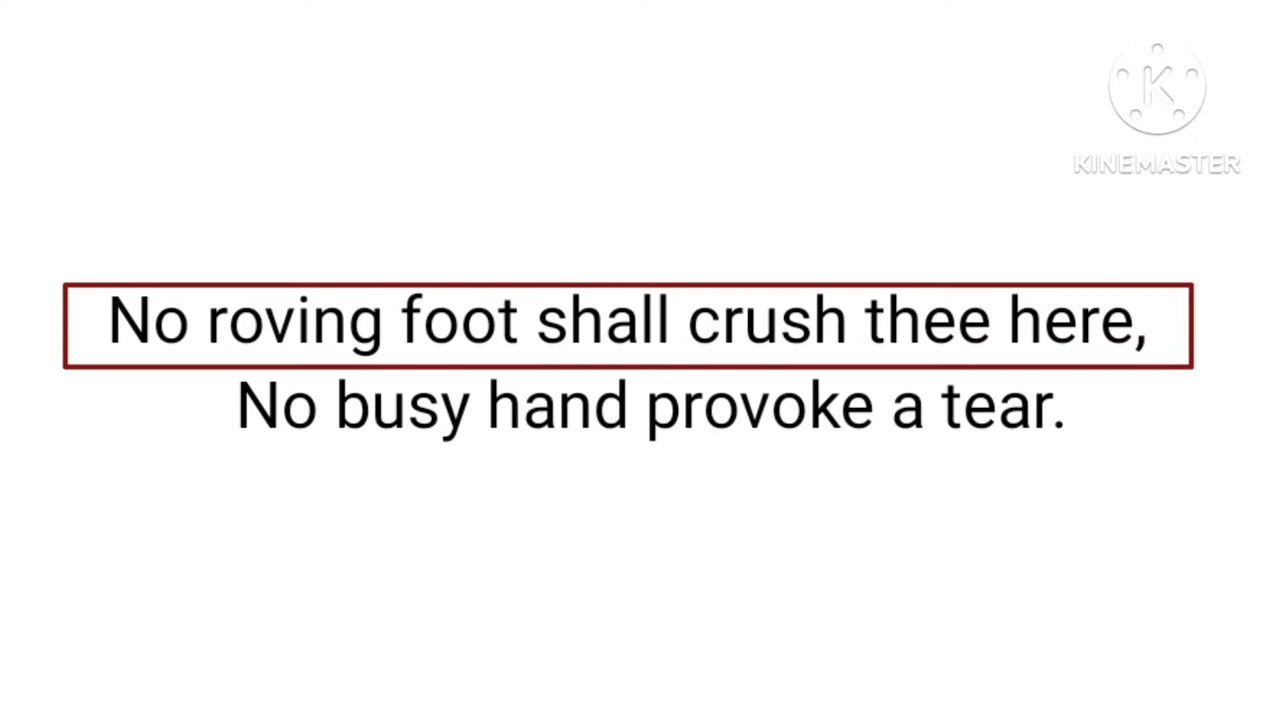 KINEMASTER
No roving foot shall crush thee here,
No busy hand provoke a tear.